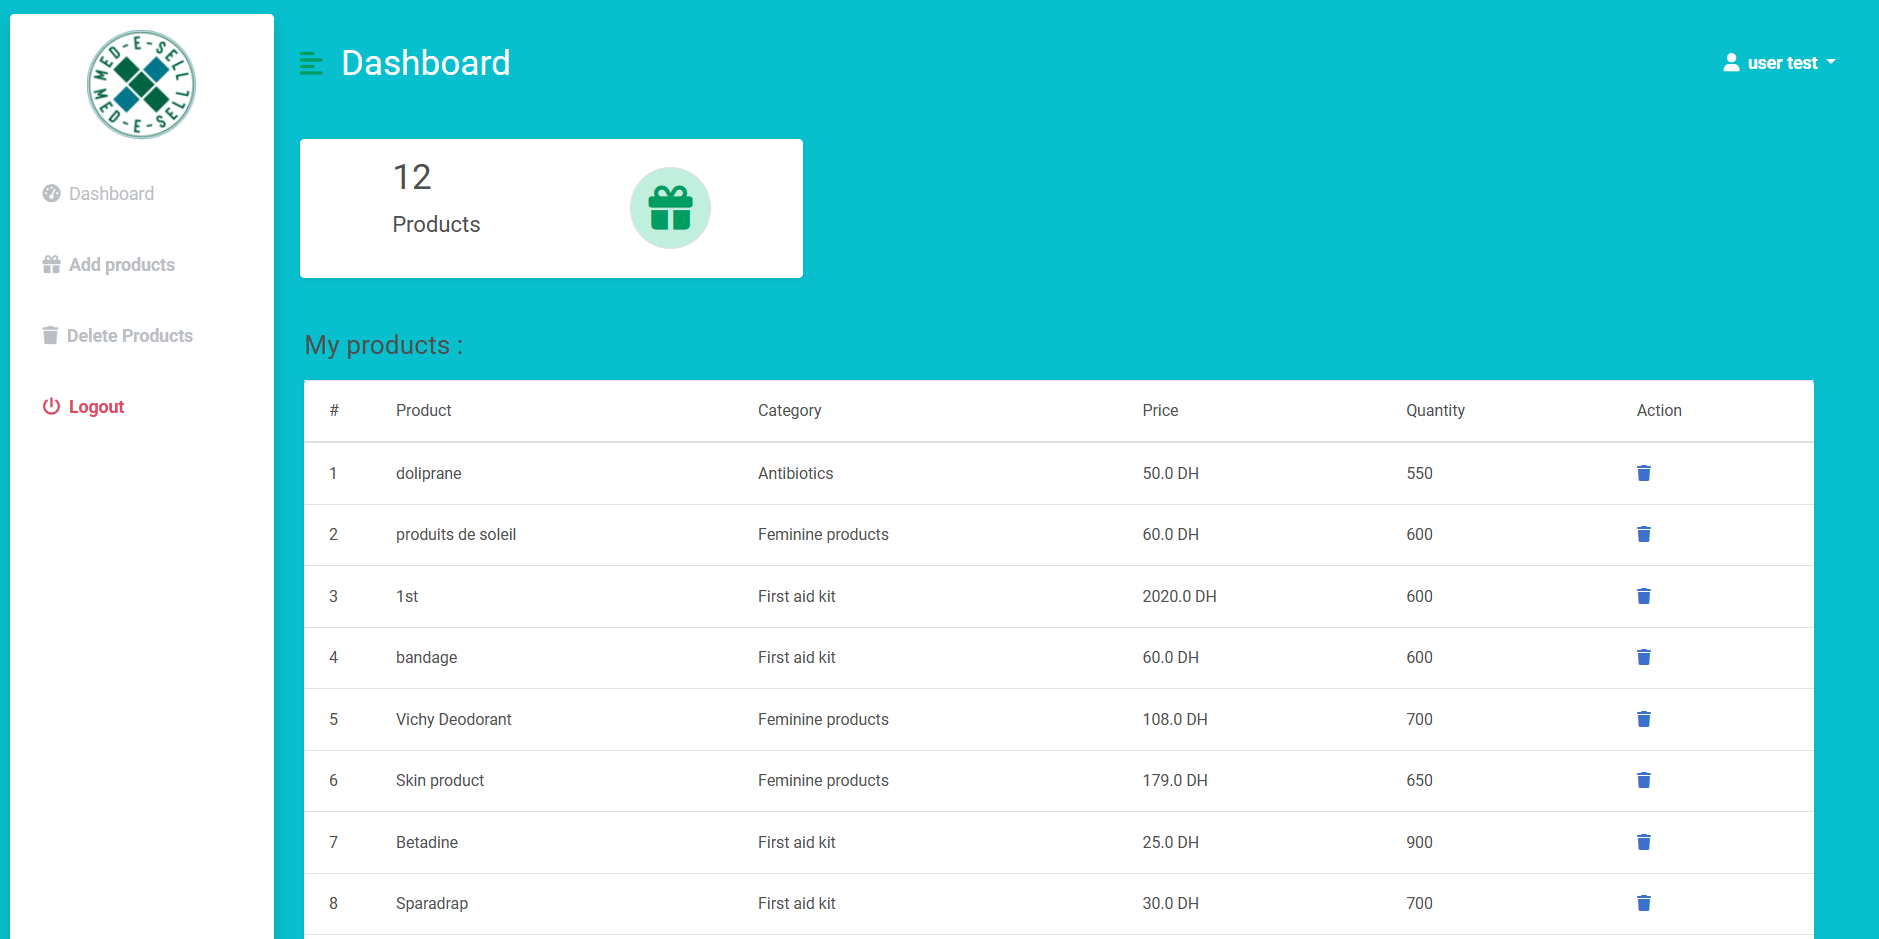 MED-E-SELL
MED-E-SELL
Dashboard
Add products
Delete Products
Logout
Dashboard
user test
12
Products
My products :
# Product Category Price Quantity Action
1 doliprane Antibiotics 50.0 DH 550
2 produits de soleil Feminine products 60.0 DH 600
3 1st First aid kit 2020.0 DH 600
4 bandage First aid kit 60.0 DH 600
5 Vichy Deodorant Feminine products 108.0 DH 700
6 Skin product Feminine products 179.0 DH 650
7 Betadine First aid kit 25.0 DH 900
8 Sparadrap First aid kit 30.0 DH 700